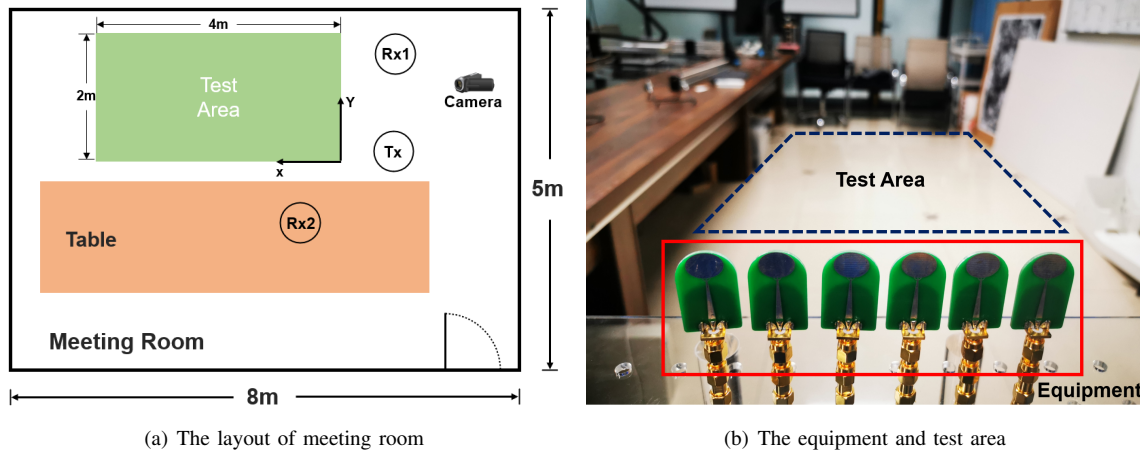 4m
Rx1
Test
Area
2m
Camera
Y
Tx
x
5m
Rx2
Table
Meeting Room
8m
(a) The layout of meeting room
Test Area
Equipment
(b) The equipment and test area